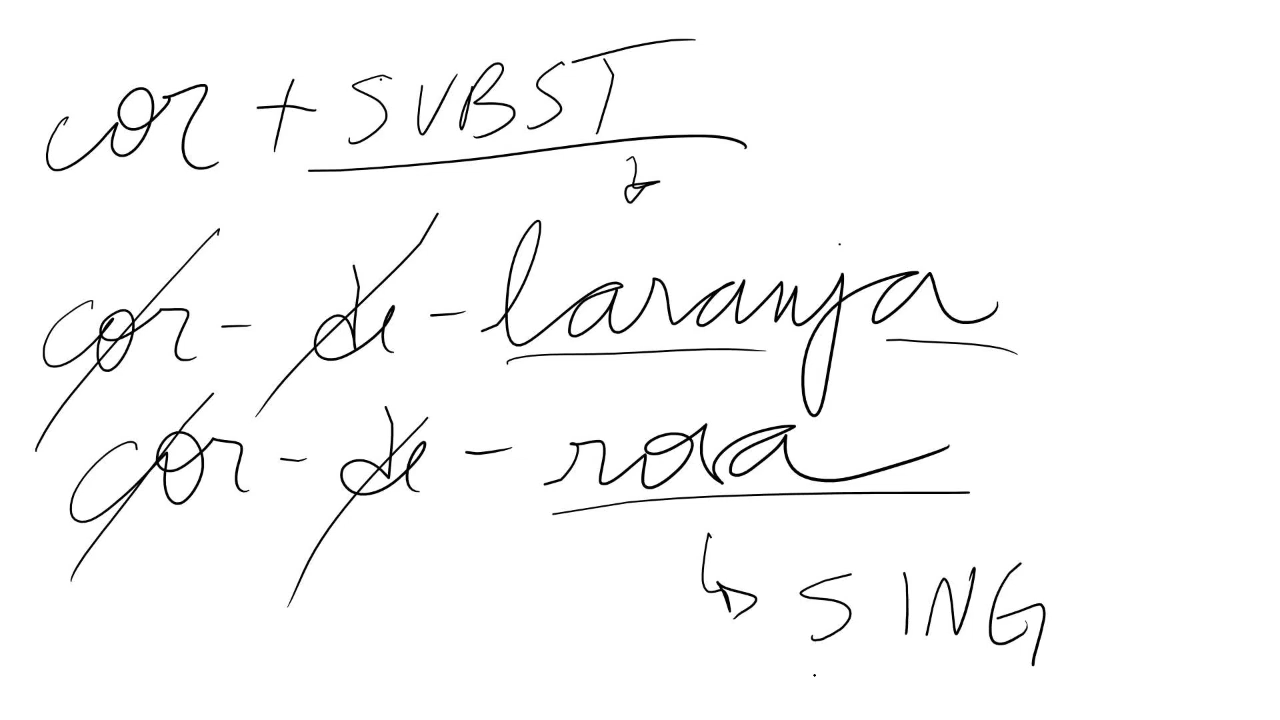 cor + SUBST
cor - de - laranja
cor - de - rosa
SING